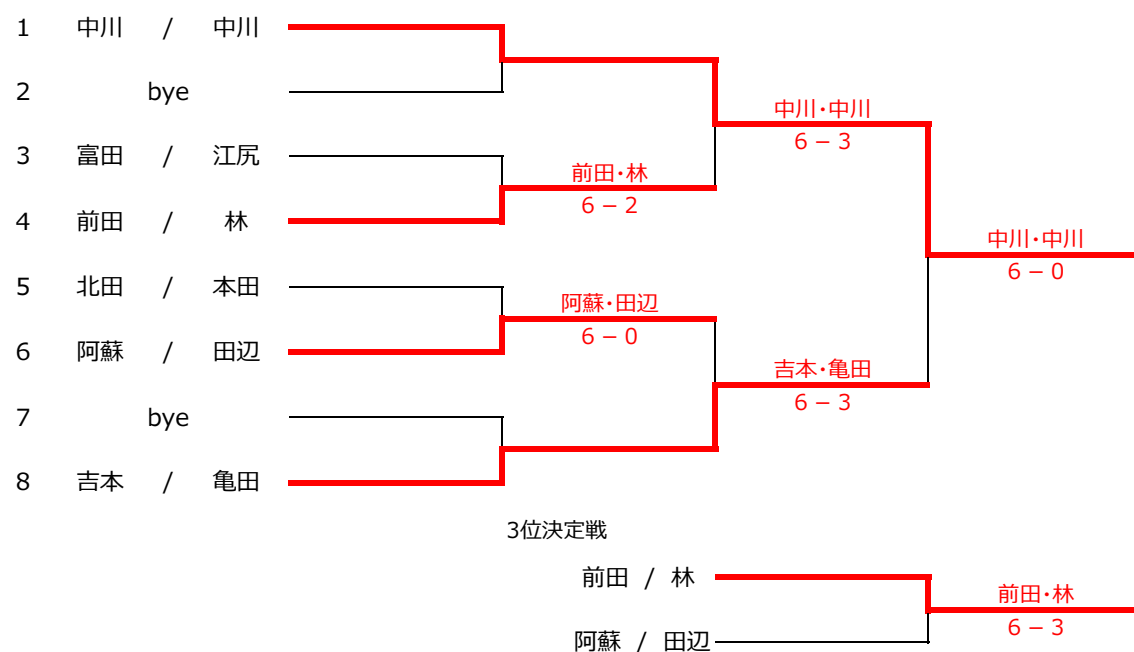 1 中川 / 中川
2 bye
中川・中川
6 − 3
3 富田 / 江尻
前田・林
6 − 2
4 前田 / 林
中川・中川
6 − 0
5 北田 / 本田
阿蘇・田辺
6 − 0
6 阿蘇 / 田辺
吉本・亀田
6 − 3
7 bye
8 吉本 / 亀田
3位決定戦
前田 / 林
前田・林
6 − 3
阿蘇 / 田辺